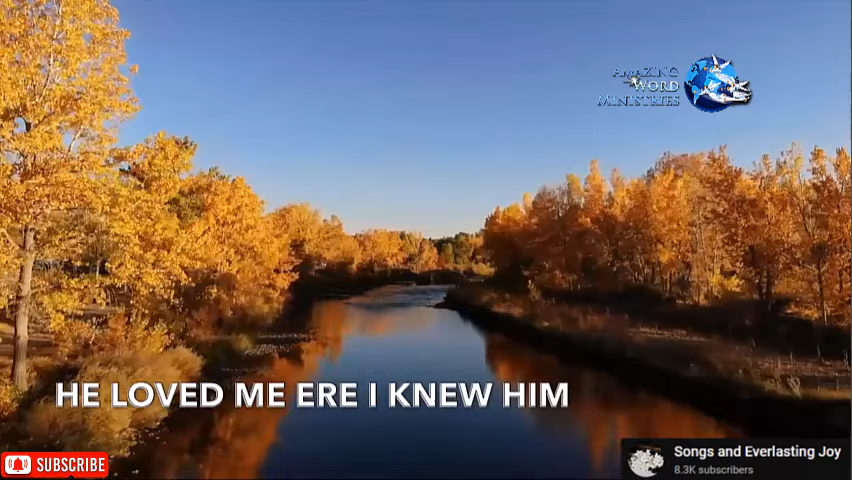 AMAZING
WORD
MINISTRIES
HE LOVED ME ERE I KNEW HIM
SUBSCRIBE
Songs and Everlasting Joy
8.3K subscribers